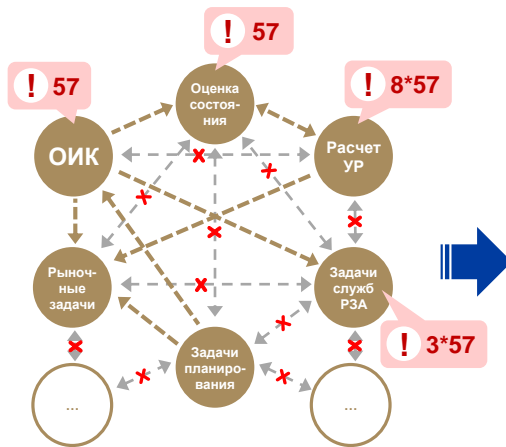 ! 57
! 57
Оценка
состоя-
ния
! 8*57
ОИК
Расчет
УР
Рыноч-
ные
задачи
Задачи
служб
РЗА
! 3*57
Задачи
планиро-
вания
...
...